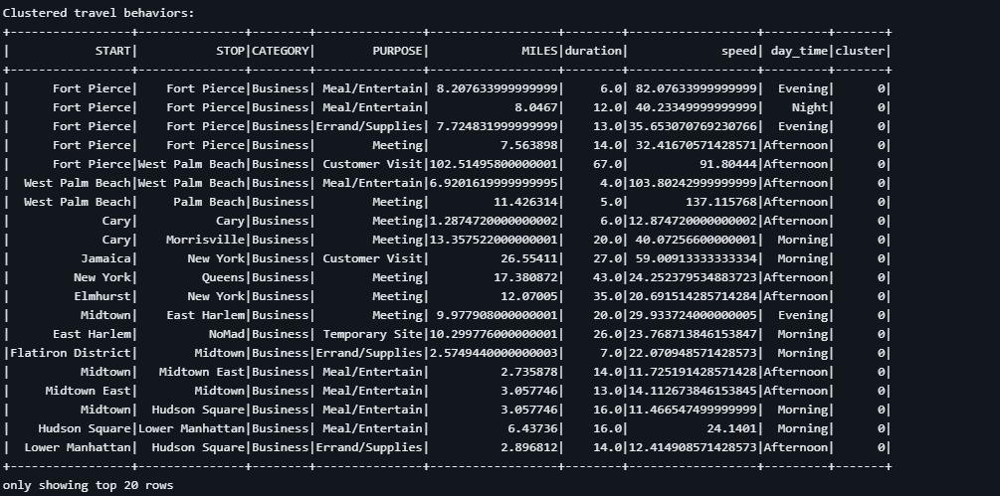 Clustered travel behaviors:
+-----------------+---------------+--------+---------------+------------------+--------+------------------+---------+-------+
|            START|           STOP|CATEGORY|        PURPOSE|             MILES|duration|             speed| day_time|cluster|
+-----------------+---------------+--------+---------------+------------------+--------+------------------+---------+-------+
|      Fort Pierce|    Fort Pierce|Business| Meal/Entertain| 8.207633999999999|     6.0| 82.07633999999999|  Evening|      0|
|      Fort Pierce|    Fort Pierce|Business| Meal/Entertain|            8.0467|    12.0| 40.23349999999999|    Night|      0|
|      Fort Pierce|    Fort Pierce|Business|Errand/Supplies| 7.724831999999999|    13.0|35.653070769230766|  Evening|      0|
|      Fort Pierce|    Fort Pierce|Business|        Meeting|          7.563898|    14.0| 32.41670571428571|Afternoon|      0|
|      Fort Pierce|West Palm Beach|Business| Customer Visit|102.51495800000001|    67.0|          91.80444|Afternoon|      0|
|  West Palm Beach|West Palm Beach|Business| Meal/Entertain|6.9201619999999995|     4.0|103.80242999999999|Afternoon|      0|
|  West Palm Beach|     Palm Beach|Business|        Meeting|         11.426314|     5.0|        137.115768|Afternoon|      0|
|             Cary|           Cary|Business|        Meeting|1.2874720000000002|     6.0|12.874720000000002|Afternoon|      0|
|             Cary|    Morrisville|Business|        Meeting|13.357522000000001|    20.0| 40.07256600000001|  Morning|      0|
|          Jamaica|       New York|Business| Customer Visit|          26.55411|    27.0| 59.00913333333334|  Morning|      0|
|         New York|         Queens|Business|        Meeting|         17.380872|    43.0|24.252379534883723|Afternoon|      0|
|         Elmhurst|       New York|Business|        Meeting|          12.07005|    35.0|20.691514285714284|Afternoon|      0|
|          Midtown|    East Harlem|Business|        Meeting| 9.977908000000001|    20.0|29.933724000000005|  Evening|      0|
|      East Harlem|          NoMad|Business| Temporary Site|10.299776000000001|    26.0|23.768713846153847|  Morning|      0|
|Flatiron District|        Midtown|Business|Errand/Supplies|2.5749440000000003|     7.0|22.070948571428573|  Morning|      0|
|          Midtown|   Midtown East|Business| Meal/Entertain|          2.735878|    14.0|11.725191428571428|Afternoon|      0|
|     Midtown East|        Midtown|Business| Meal/Entertain|          3.057746|    13.0|14.112673846153845|Afternoon|      0|
|          Midtown|  Hudson Square|Business| Meal/Entertain|          3.057746|    16.0|11.466547499999999|  Morning|      0|
|    Hudson Square|Lower Manhattan|Business| Meal/Entertain|           6.43736|    16.0|           24.1401|  Morning|      0|
|  Lower Manhattan|  Hudson Square|Business|Errand/Supplies|          2.896812|    14.0|12.414908571428573|Afternoon|      0|
+-----------------+---------------+--------+---------------+------------------+--------+------------------+---------+-------+
only showing top 20 rows